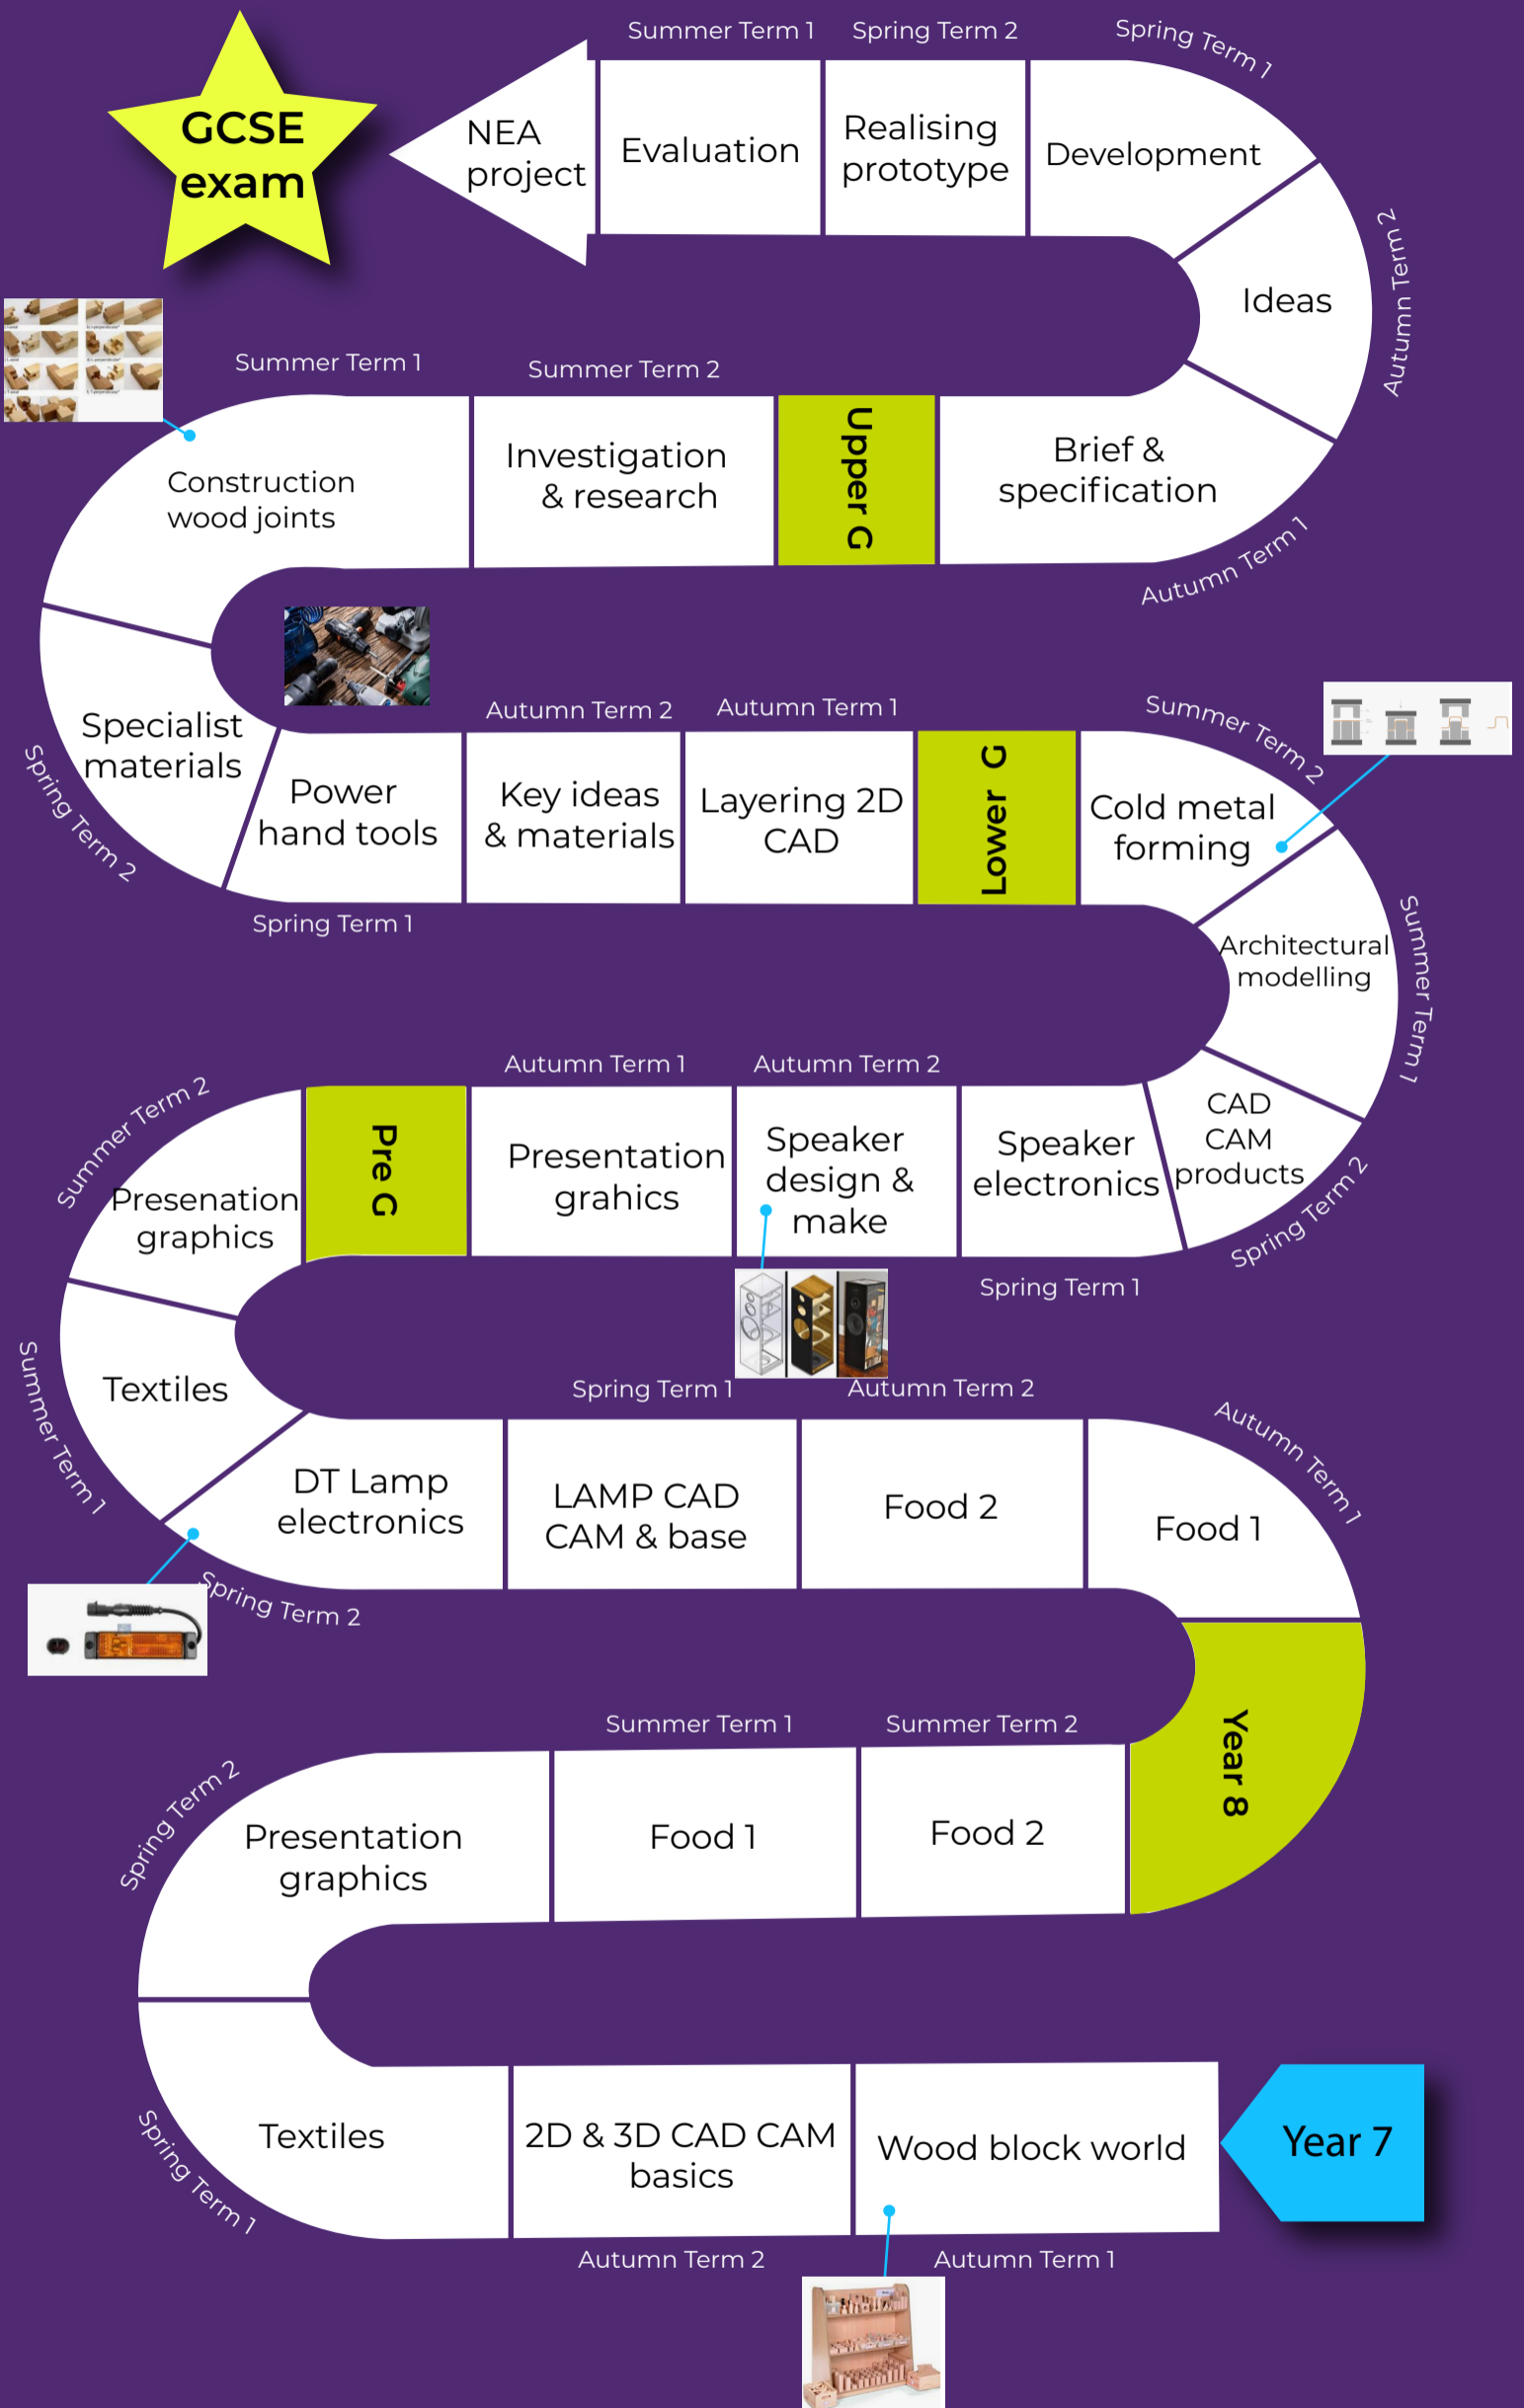 GCSE
exam
Summer Term 1
Spring Term 2
Spring Term 1
NEA
project
Evaluation
Realising
prototype
Development
Ideas
Autumn Term 2
Summer Term 1
Summer Term 2
Construction
wood joints
Investigation
& research
Upper G
Brief &
specification
Autumn Term 1
Specialist
materials
Spring Term 2
Power
hand tools
Spring Term 1
Autumn Term 2
Key ideas
& materials
Autumn Term 1
Layering 2D
CAD
Lower G
Summer Term 2
Cold metal
forming
Architectural
modelling
Summer Term 1
CAD
CAM
products
Spring Term 2
Summer Term 2
Presenation
graphics
Pre G
Autumn Term 1
Presentation
grahics
Autumn Term 2
Speaker
design &
make
Speaker
electronics
Spring Term 1
Textiles
Summer Term 1
DT Lamp
electronics
Spring Term 2
Spring Term 1
LAMP CAD
CAM & base
Autumn Term 2
Food 2
Autumn Term 1
Food 1
Year 8
Spring Term 2
Presentation
graphics
Summer Term 1
Food 1
Summer Term 2
Food 2
Textiles
Spring Term 1
2D & 3D CAD CAM
basics
Autumn Term 2
Wood block world
Autumn Term 1
Year 7